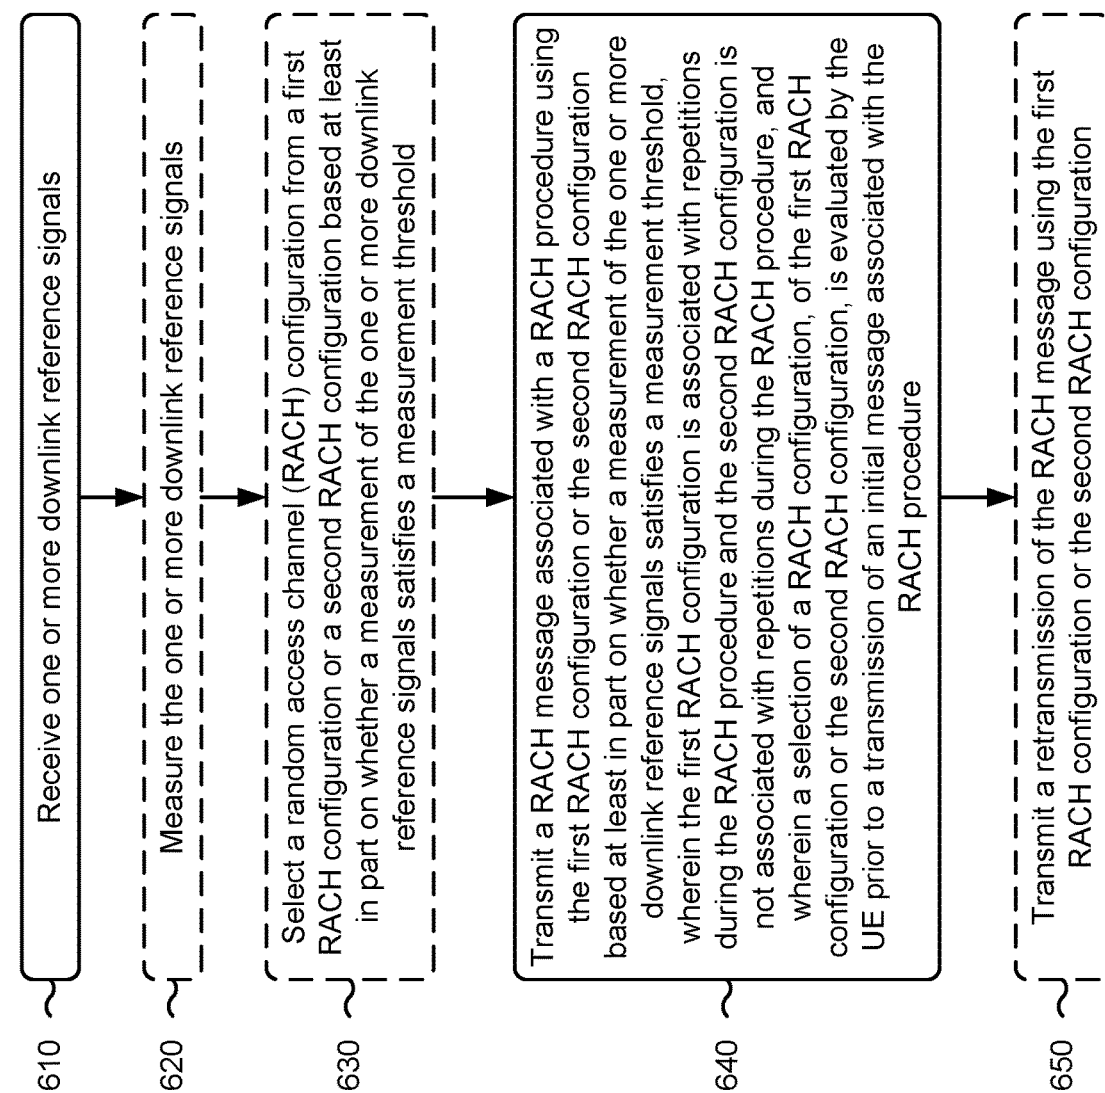 610
Receive one or more downlink reference signals
620
Measure the one or more downlink reference signals
630
Select a random access channel (RACH) configuration from a first
RACH configuration or a second RACH configuration based at least
in part on whether a measurement of the one or more downlink
reference signals satisfies a measurement threshold
640
Transmit a RACH message associated with a RACH procedure using
the first RACH configuration or the second RACH configuration
based at least in part on whether a measurement of the one or more
downlink reference signals satisfies a measurement threshold,
wherein the first RACH configuration is associated with repetitions
during the RACH procedure and the second RACH configuration is
not associated with repetitions during the RACH procedure, and
wherein a selection of a RACH configuration, of the first RACH
configuration or the second RACH configuration, is evaluated by the
UE prior to a transmission of an initial message associated with the
RACH procedure
650
Transmit a retransmission of the RACH message using the first
RACH configuration or the second RACH configuration